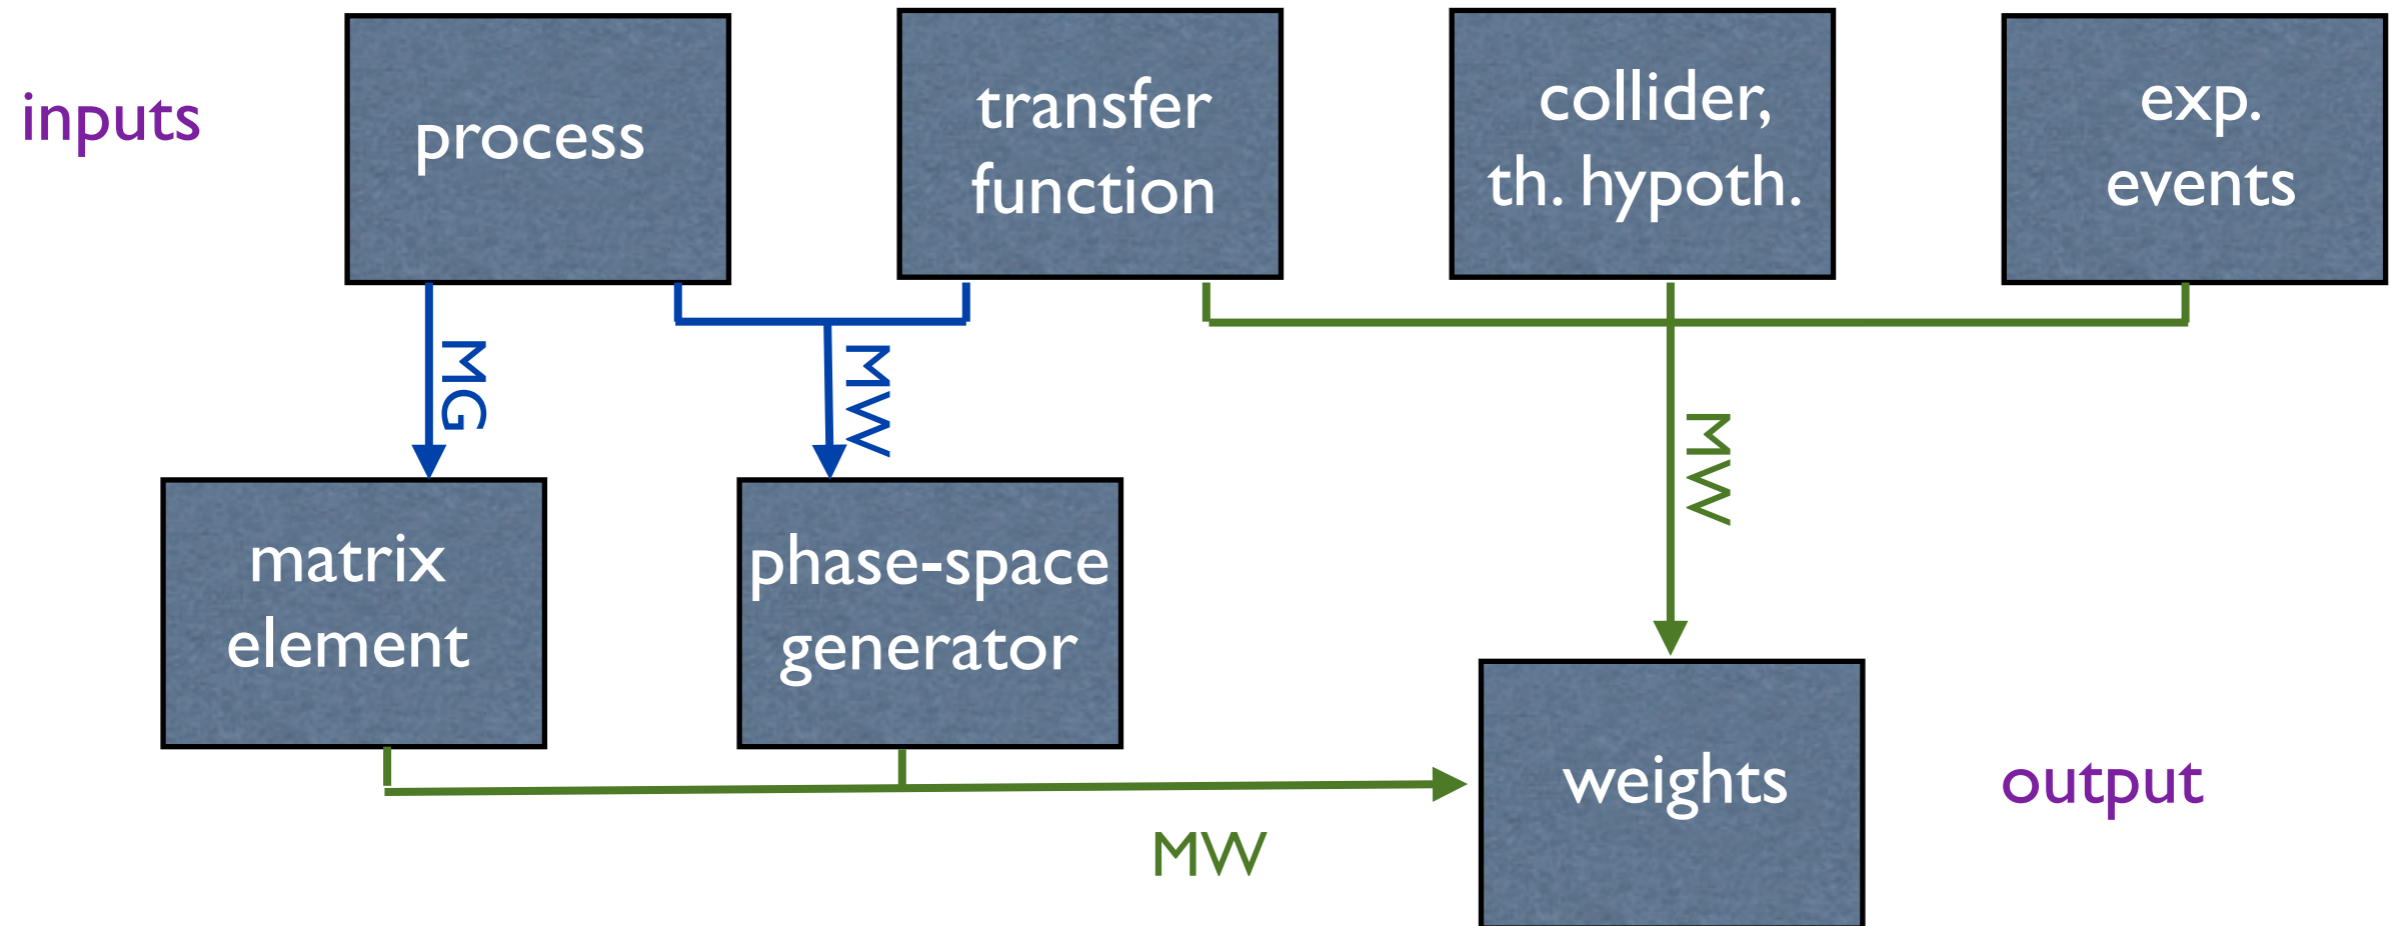 inputs
process
transfer
function
collider,
th. hypoth.
exp.
events
MG
MW
MW
matrix
element
phase-space
generator
weights
output
MW